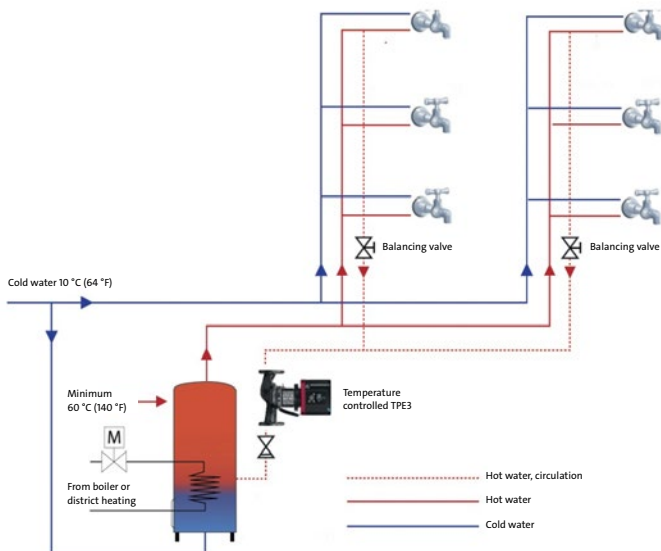 Balancing valve
Balancing valve
Cold water 10 °C (64 °F)
Minimum
60 °C (140 °F)
Temperature
controlled TPE3
M
From boiler or
district heating
Hot water, circulation
Hot water
Cold water